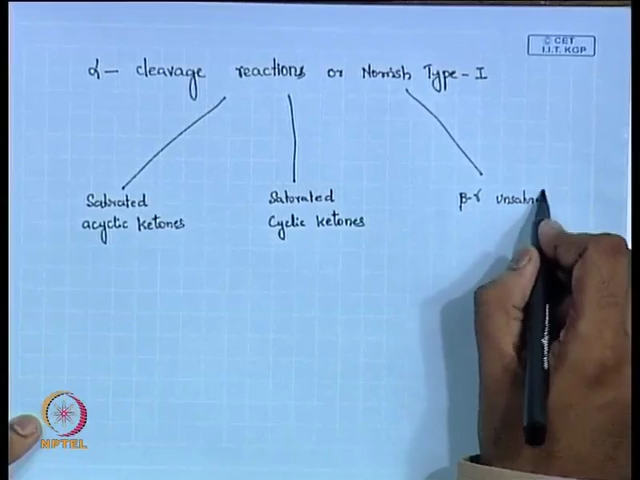 © CET
I.I.T. KGP
α- cleavage reactions or Norrish Type - I
Saturated
acyclic ketones
Saturated
Cyclic ketones
β-γ unsatu
NPTEL